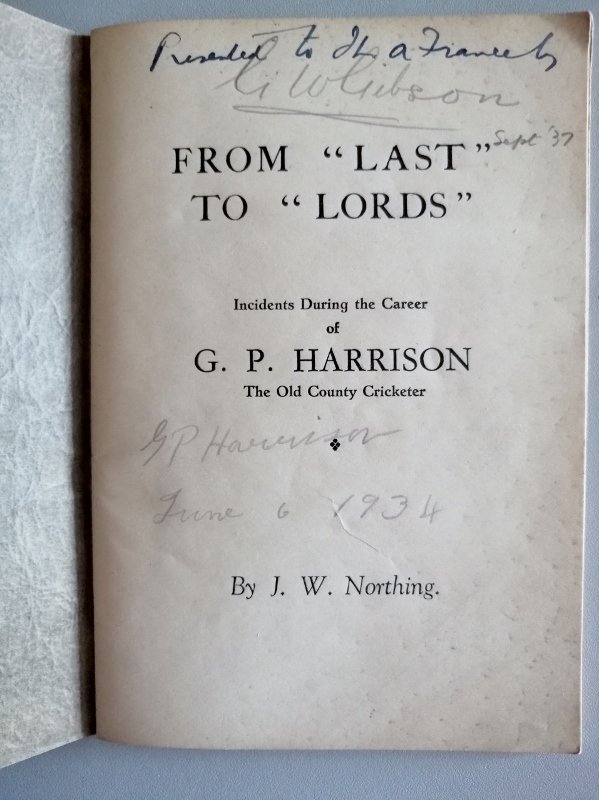 Presented to H. a France by
G W Gibson
Sept '37
FROM “LAST”
TO “LORDS”
Incidents During the Career
of
G. P. HARRISON
The Old County Cricketer
G P Harrison
June 6 1934
By J. W. Northing.